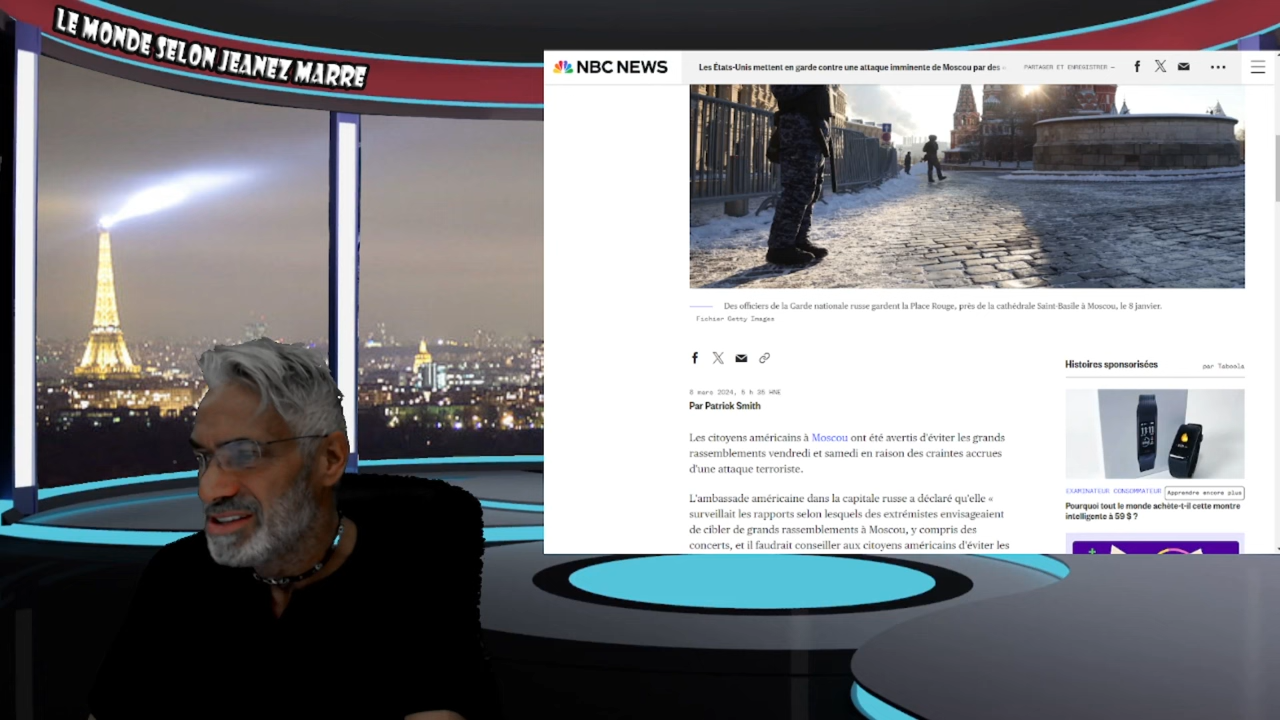 LE MONDE SELON JEANEZ MARRE
NBC NEWS
Les États-Unis mettent en garde contre une attaque imminente de Moscou par des
PARTAGER ET ENREGISTRER —
Des officiers de la Garde nationale russe gardent la Place Rouge, près de la cathédrale Saint-Basile à Moscou, le 8 janvier.
Fichier Getty Images
8 mars 2024, 5 h 35 HNE
Par Patrick Smith
Les citoyens américains à Moscou ont été avertis d'éviter les grands
rassemblements vendredi et samedi en raison des craintes accrues
d'une attaque terroriste.
L'ambassade américaine dans la capitale russe a déclaré qu'elle «
surveillait les rapports selon lesquels des extrémistes envisageaient
de cibler de grands rassemblements à Moscou, y compris des
concerts, et il faudrait conseiller aux citoyens américains d'éviter les
Histoires sponsorisées
par Taboola
EXAMINATEUR CONSOMMATEUR
Apprendre encore plus
Pourquoi tout le monde achète-t-il cette montre
intelligente à 59 $ ?